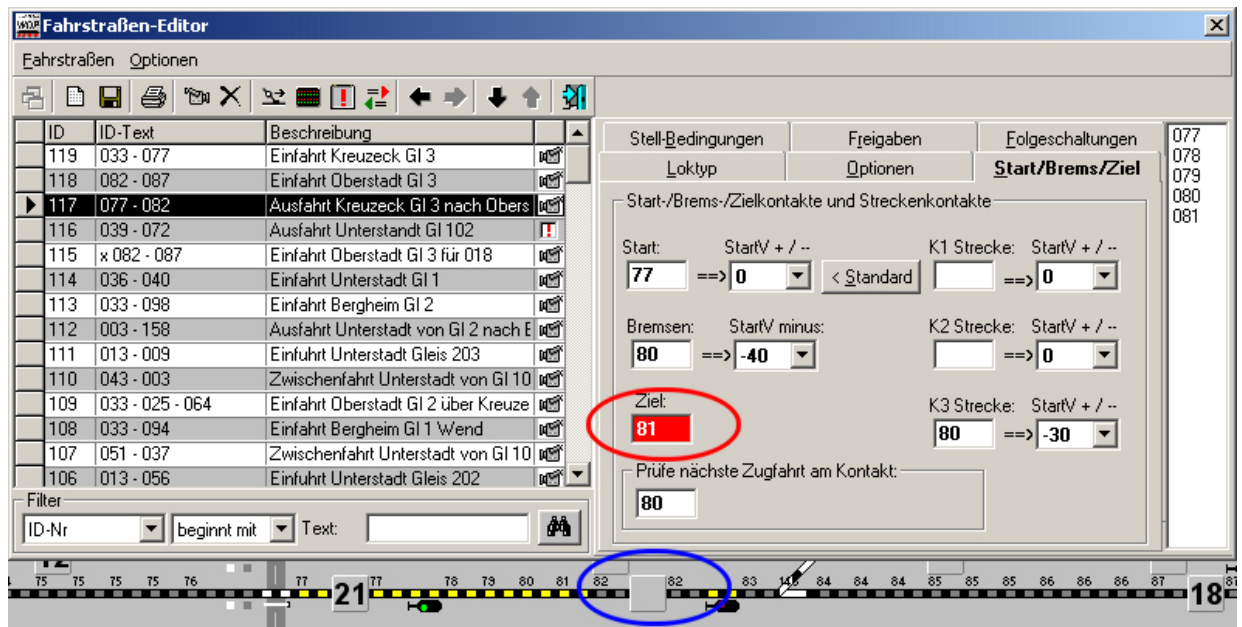 Fahrstraßen-Editor
Fahrstraßen Optionen
ID ID-Text Beschreibung
119 033 - 077 Einfahrt Kreuzeck Gl 3
118 082 - 087 Einfahrt Oberstadt Gl 3
117 077 - 082 Ausfahrt Kreuzeck Gl 3 nach Obers
116 039 - 072 Ausfahrt Unterstandt Gl 102
115 x 082 - 087 Einfahrt Oberstadt Gl 3 für 018
114 036 - 040 Einfahrt Unterstadt Gl 1
113 033 - 098 Einfahrt Bergheim Gl 2
112 003 - 158 Ausfahrt Unterstadt von Gl 2 nach E
111 013 - 009 Einfuhrt Unterstadt Gleis 203
110 043 - 003 Zwischenfahrt Unterstadt von Gl 10
109 033 - 025 - 064 Einfahrt Oberstadt Gl 2 über Kreuze
108 033 - 094 Einfahrt Bergheim Gl 1 Wend
107 051 - 037 Zwischenfahrt Unterstadt von Gl 10
106 013 - 056 Einfuhrt Unterstadt Gleis 202
Filter
ID-Nr beginnt mit Text:
Stell-Bedingungen Freigaben Folgeschaltungen
Loktyp Optionen Start/Brems/Ziel
Start-/Brems-/Zielkontakte und Streckenkontakte
Start: StartV + / -- K1 Strecke: StartV + / --
77 ==> 0 < Standard ==> 0
Bremsen: StartV minus: K2 Strecke: StartV + / --
80 ==> -40 ==> 0
Ziel: K3 Strecke: StartV + / --
81 80 ==> -30
Prüfe nächste Zugfahrt am Kontakt:
80
077
078
079
080
081
75 75 75 75 76 77 77 78 79 80 81 82 82 83 84 84 84 85 85 85 86 86 86 87
21 18